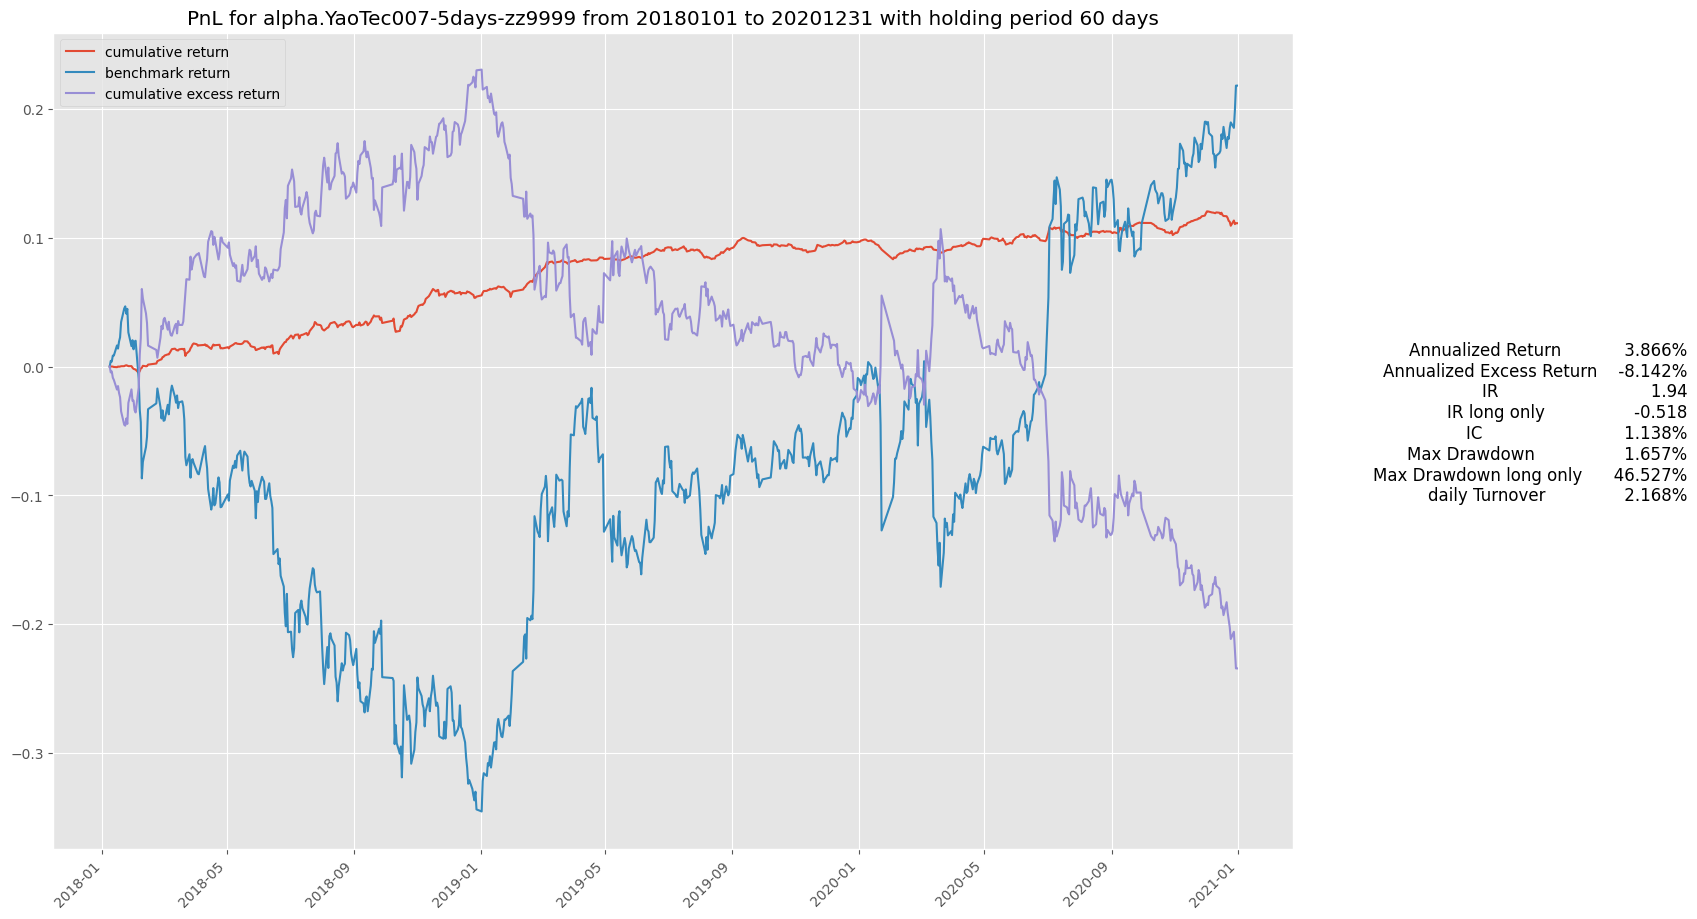 PnL for alpha.YaoTec007-5days-zz9999 from 20180101 to 20201231 with holding period 60 days
cumulative return
benchmark return
cumulative excess return
0.2
0.1
0.0
−0.1
−0.2
−0.3
2018-01
2018-05
2018-09
2019-01
2019-05
2019-09
2020-01
2020-05
2020-09
2021-01
Annualized Return 3.866%
Annualized Excess Return -8.142%
IR 1.94
IR long only -0.518
IC 1.138%
Max Drawdown 1.657%
Max Drawdown long only 46.527%
daily Turnover 2.168%